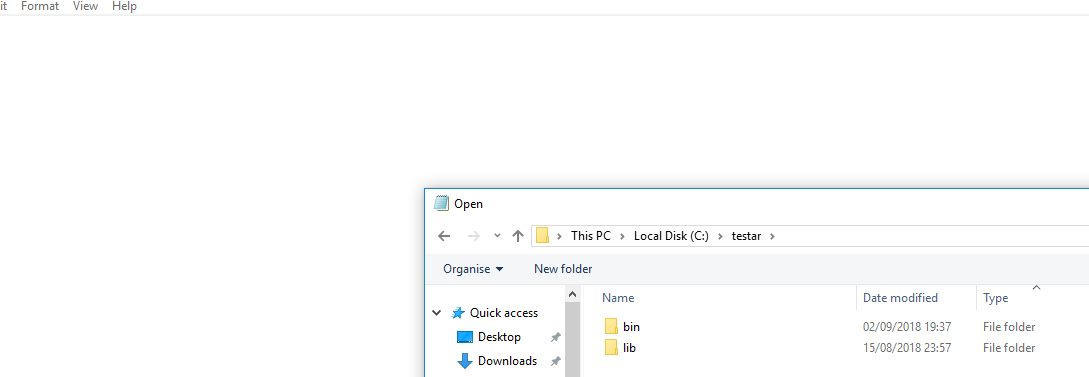 it Format View Help
Open
This PC Local Disk (C:) testar
Organise New folder
Name Date modified Type
Quick access
bin 02/09/2018 19:37 File folder
Desktop
lib 15/08/2018 23:57 File folder
Downloads